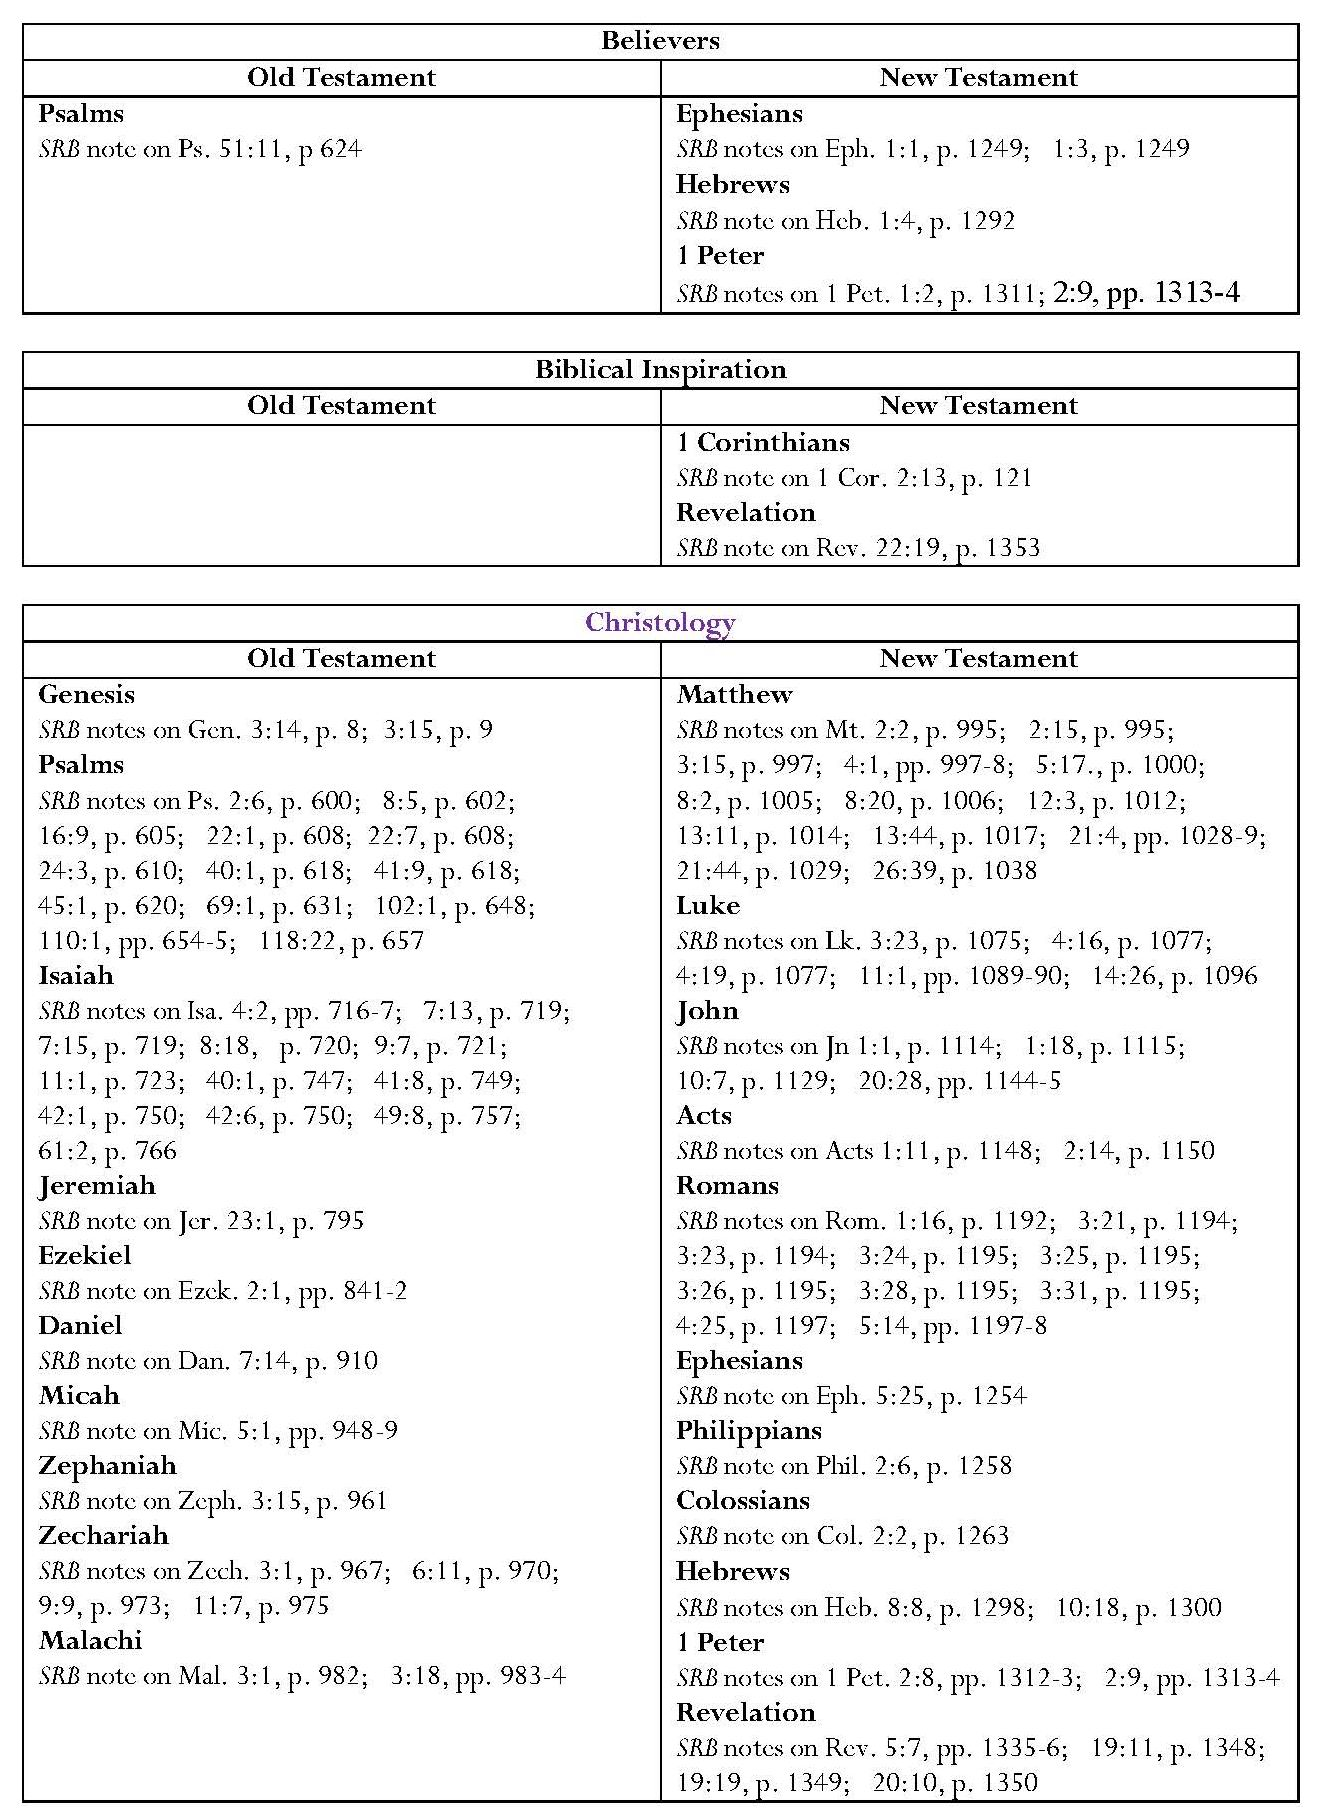 Believers
Old Testament
New Testament
Psalms
SRB note on Ps. 51:11, p 624
Ephesians
SRB notes on Eph. 1:1, p. 1249; 1:3, p. 1249
Hebrews
SRB note on Heb. 1:4, p. 1292
1 Peter
SRB notes on 1 Pet. 1:2, p. 1311; 2:9, pp. 1313-4
Biblical Inspiration
Old Testament
New Testament
1 Corinthians
SRB note on 1 Cor. 2:13, p. 121
Revelation
SRB note on Rev. 22:19, p. 1353
Christology
Old Testament
New Testament
Genesis
SRB notes on Gen. 3:14, p. 8; 3:15, p. 9
Psalms
SRB notes on Ps. 2:6, p. 600; 8:5, p. 602;
16:9, p. 605; 22:1, p. 608; 22:7, p. 608;
24:3, p. 610; 40:1, p. 618; 41:9, p. 618;
45:1, p. 620; 69:1, p. 631; 102:1, p. 648;
110:1, pp. 654-5; 118:22, p. 657
Isaiah
SRB notes on Isa. 4:2, pp. 716-7; 7:13, p. 719;
7:15, p. 719; 8:18, p. 720; 9:7, p. 721;
11:1, p. 723; 40:1, p. 747; 41:8, p. 749;
42:1, p. 750; 42:6, p. 750; 49:8, p. 757;
61:2, p. 766
Jeremiah
SRB note on Jer. 23:1, p. 795
Ezekiel
SRB note on Ezek. 2:1, pp. 841-2
Daniel
SRB note on Dan. 7:14, p. 910
Micah
SRB note on Mic. 5:1, pp. 948-9
Zephaniah
SRB note on Zeph. 3:15, p. 961
Zechariah
SRB notes on Zech. 3:1, p. 967; 6:11, p. 970;
9:9, p. 973; 11:7, p. 975
Malachi
SRB note on Mal. 3:1, p. 982; 3:18, pp. 983-4
Matthew
SRB notes on Mt. 2:2, p. 995; 2:15, p. 995;
3:15, p. 997; 4:1, pp. 997-8; 5:17., p. 1000;
8:2, p. 1005; 8:20, p. 1006; 12:3, p. 1012;
13:11, p. 1014; 13:44, p. 1017; 21:4, pp. 1028-9;
21:44, p. 1029; 26:39, p. 1038
Luke
SRB notes on Lk. 3:23, p. 1075; 4:16, p. 1077;
4:19, p. 1077; 11:1, pp. 1089-90; 14:26, p. 1096
John
SRB notes on Jn 1:1, p. 1114; 1:18, p. 1115;
10:7, p. 1129; 20:28, pp. 1144-5
Acts
SRB notes on Acts 1:11, p. 1148; 2:14, p. 1150
Romans
SRB notes on Rom. 1:16, p. 1192; 3:21, p. 1194;
3:23, p. 1194; 3:24, p. 1195; 3:25, p. 1195;
3:26, p. 1195; 3:28, p. 1195; 3:31, p. 1195;
4:25, p. 1197; 5:14, pp. 1197-8
Ephesians
SRB note on Eph. 5:25, p. 1254
Philippians
SRB note on Phil. 2:6, p. 1258
Colossians
SRB note on Col. 2:2, p. 1263
Hebrews
SRB notes on Heb. 8:8, p. 1298; 10:18, p. 1300
1 Peter
SRB notes on 1 Pet. 2:8, pp. 1312-3; 2:9, pp. 1313-4
Revelation
SRB notes on Rev. 5:7, pp. 1335-6; 19:11, p. 1348;
19:19, p. 1349; 20:10, p. 1350